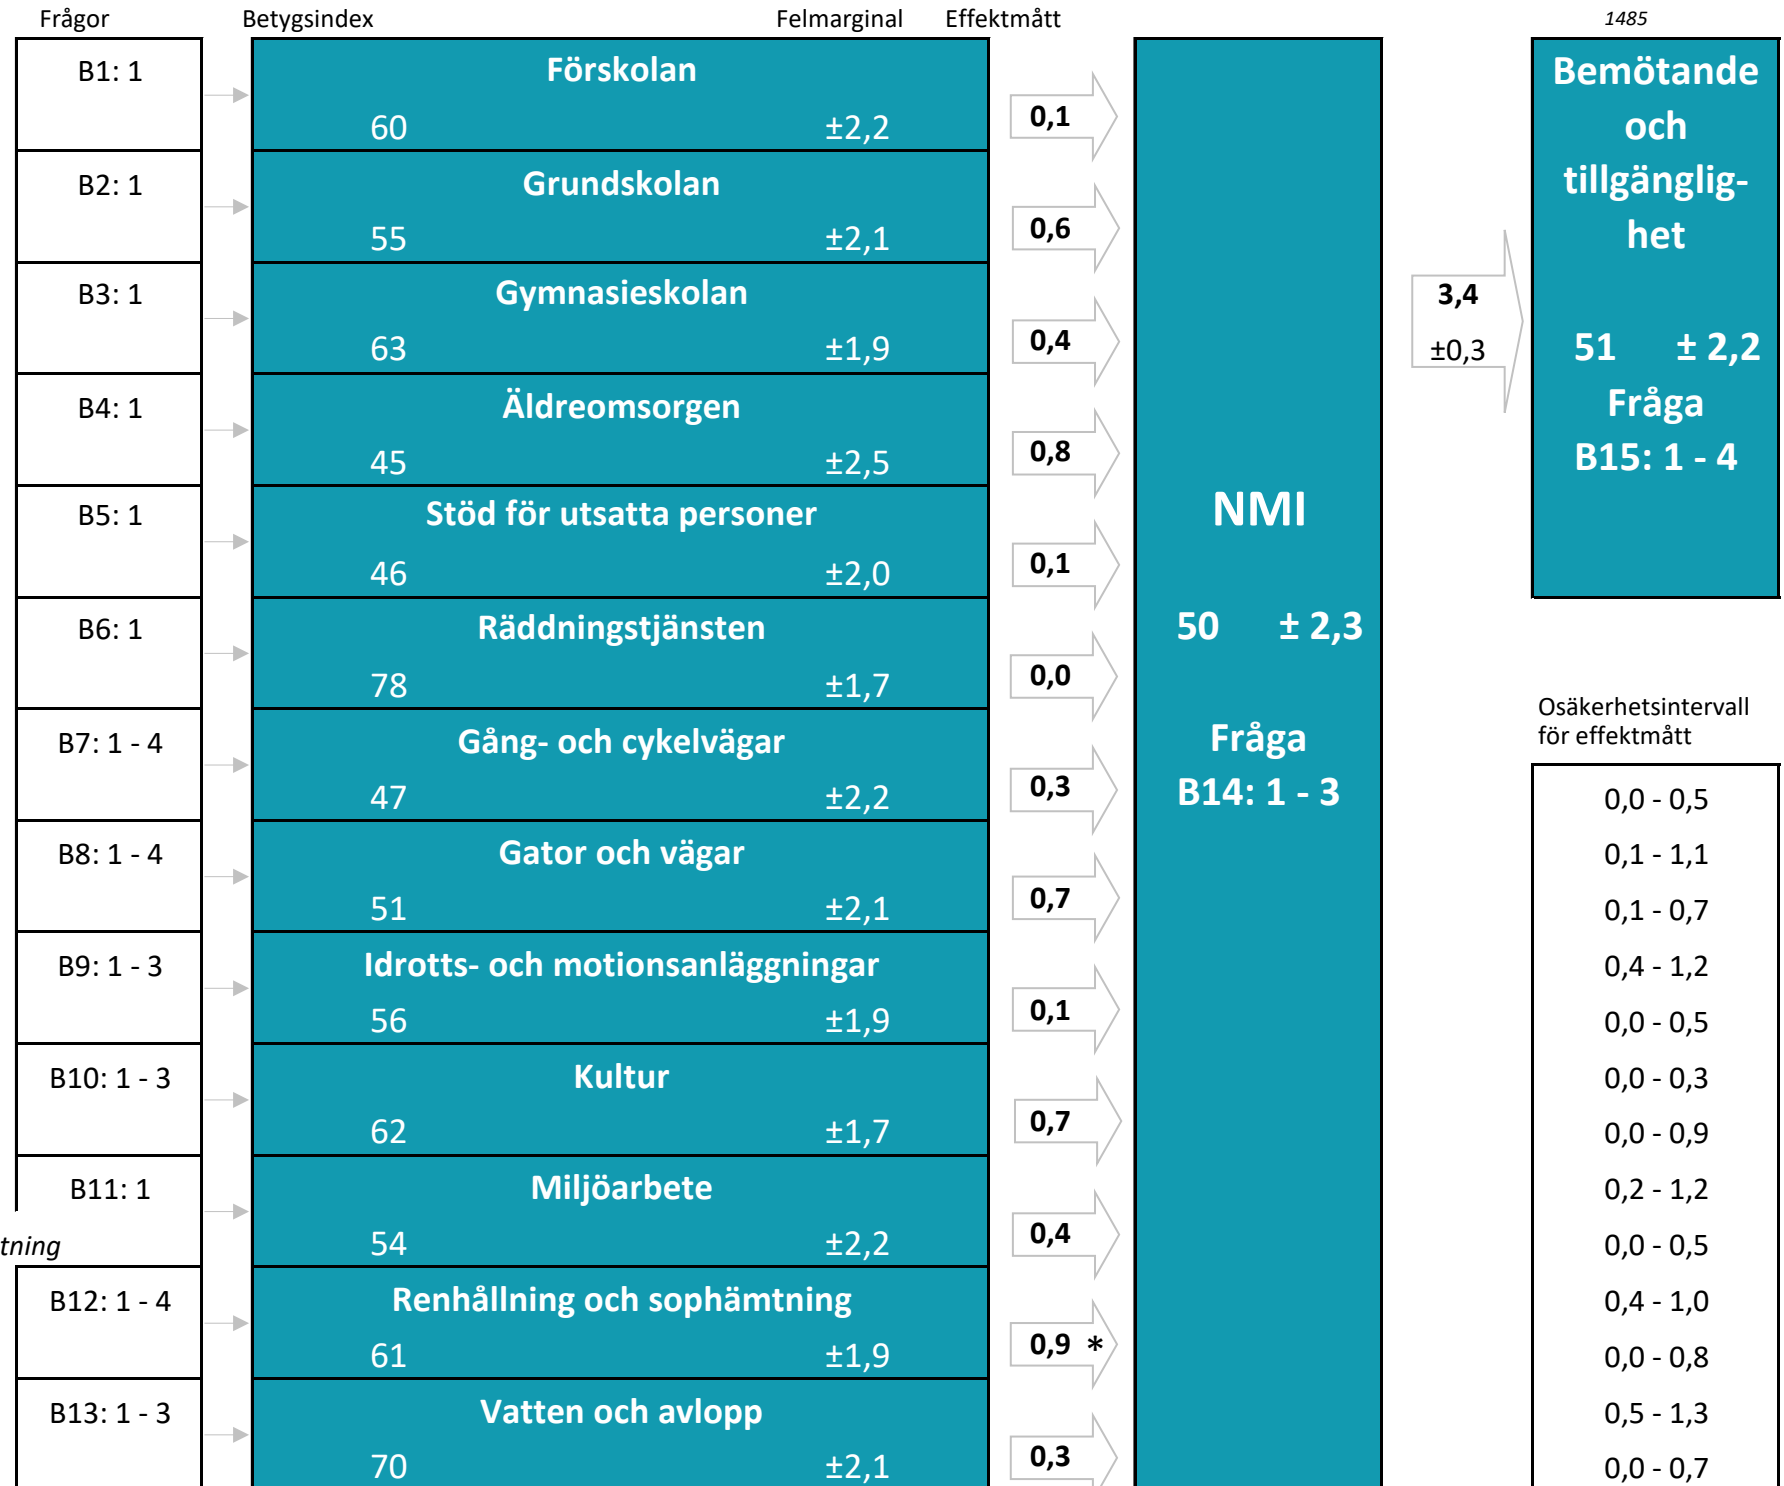 Frågor Betygsindex Felmarginal Effektmått 1485
B1: 1
Förskolan
60 ±2,2
0,1
B2: 1
Grundskolan
55 ±2,1
0,6
B3: 1
Gymnasieskolan
63 ±1,9
0,4
B4: 1
Äldreomsorgen
45 ±2,5
0,8
B5: 1
Stöd för utsatta personer
46 ±2,0
0,1
B6: 1
Räddningstjänsten
78 ±1,7
0,0
B7: 1 - 4
Gång- och cykelvägar
47 ±2,2
0,3
B8: 1 - 4
Gator och vägar
51 ±2,1
0,7
B9: 1 - 3
Idrotts- och motionsanläggningar
56 ±1,9
0,1
B10: 1 - 3
Kultur
62 ±1,7
0,7
B11: 1
Miljöarbete
54 ±2,2
0,4
tning
B12: 1 - 4
Renhållning och sophämtning
61 ±1,9
0,9 *
B13: 1 - 3
Vatten och avlopp
70 ±2,1
0,3
NMI
50 ± 2,3
Fråga
B14: 1 - 3
3,4
±0,3
Bemötande
och
tillgänglig-
het
51 ± 2,2
Fråga
B15: 1 - 4
Osäkerhetsintervall
för effektmått
0,0 - 0,5
0,1 - 1,1
0,1 - 0,7
0,4 - 1,2
0,0 - 0,5
0,0 - 0,3
0,0 - 0,9
0,2 - 1,2
0,0 - 0,5
0,4 - 1,0
0,0 - 0,8
0,5 - 1,3
0,0 - 0,7